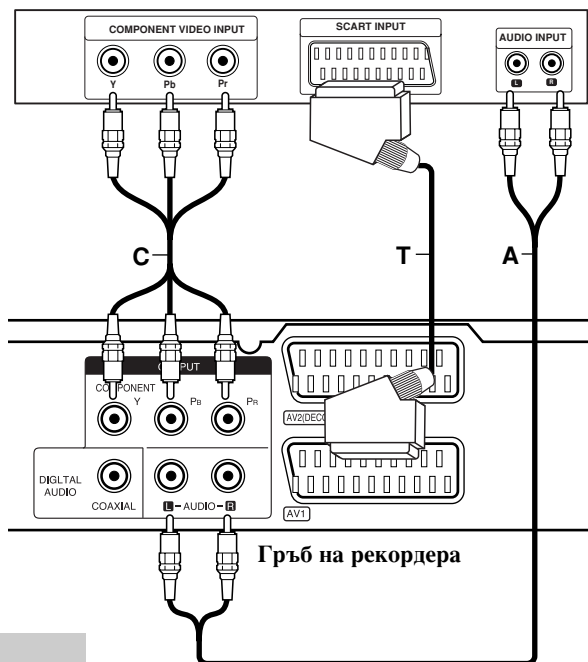 COMPONENT VIDEO INPUT
SCART INPUT
AUDIO INPUT
Y
Pb
Pr
L
R
C
T
A
COMPONENT
Y
PB
PR
AV1
DIGLTAL
AUDIO
COAXIAL
L - AUDIO - R
Гръб на рекордера